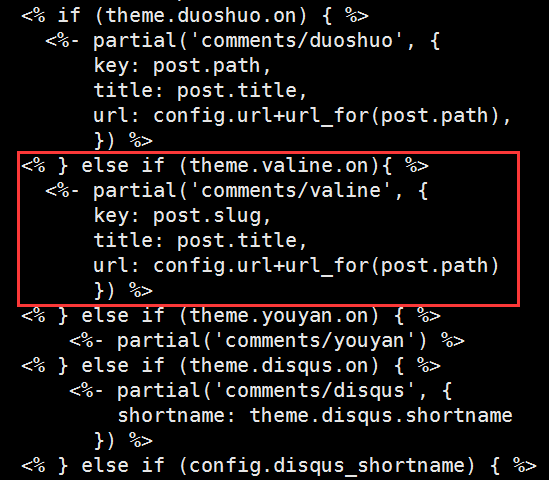 <% if (theme.duoshuo.on) { %>
<%- partial('comments/duoshuo', {
key: post.path,
title: post.title,
url: config.url+url_for(post.path),
}) %>
<% } else if (theme.valine.on){ %>
<%- partial('comments/valine', {
key: post.slug,
title: post.title,
url: config.url+url_for(post.path)
}) %>
<% } else if (theme.youyan.on) { %>
<%- partial('comments/youyan') %>
<% } else if (theme.disqus.on) { %>
<%- partial('comments/disqus', {
shortname: theme.disqus.shortname
}) %>
<% } else if (config.disqus_shortname) { %>